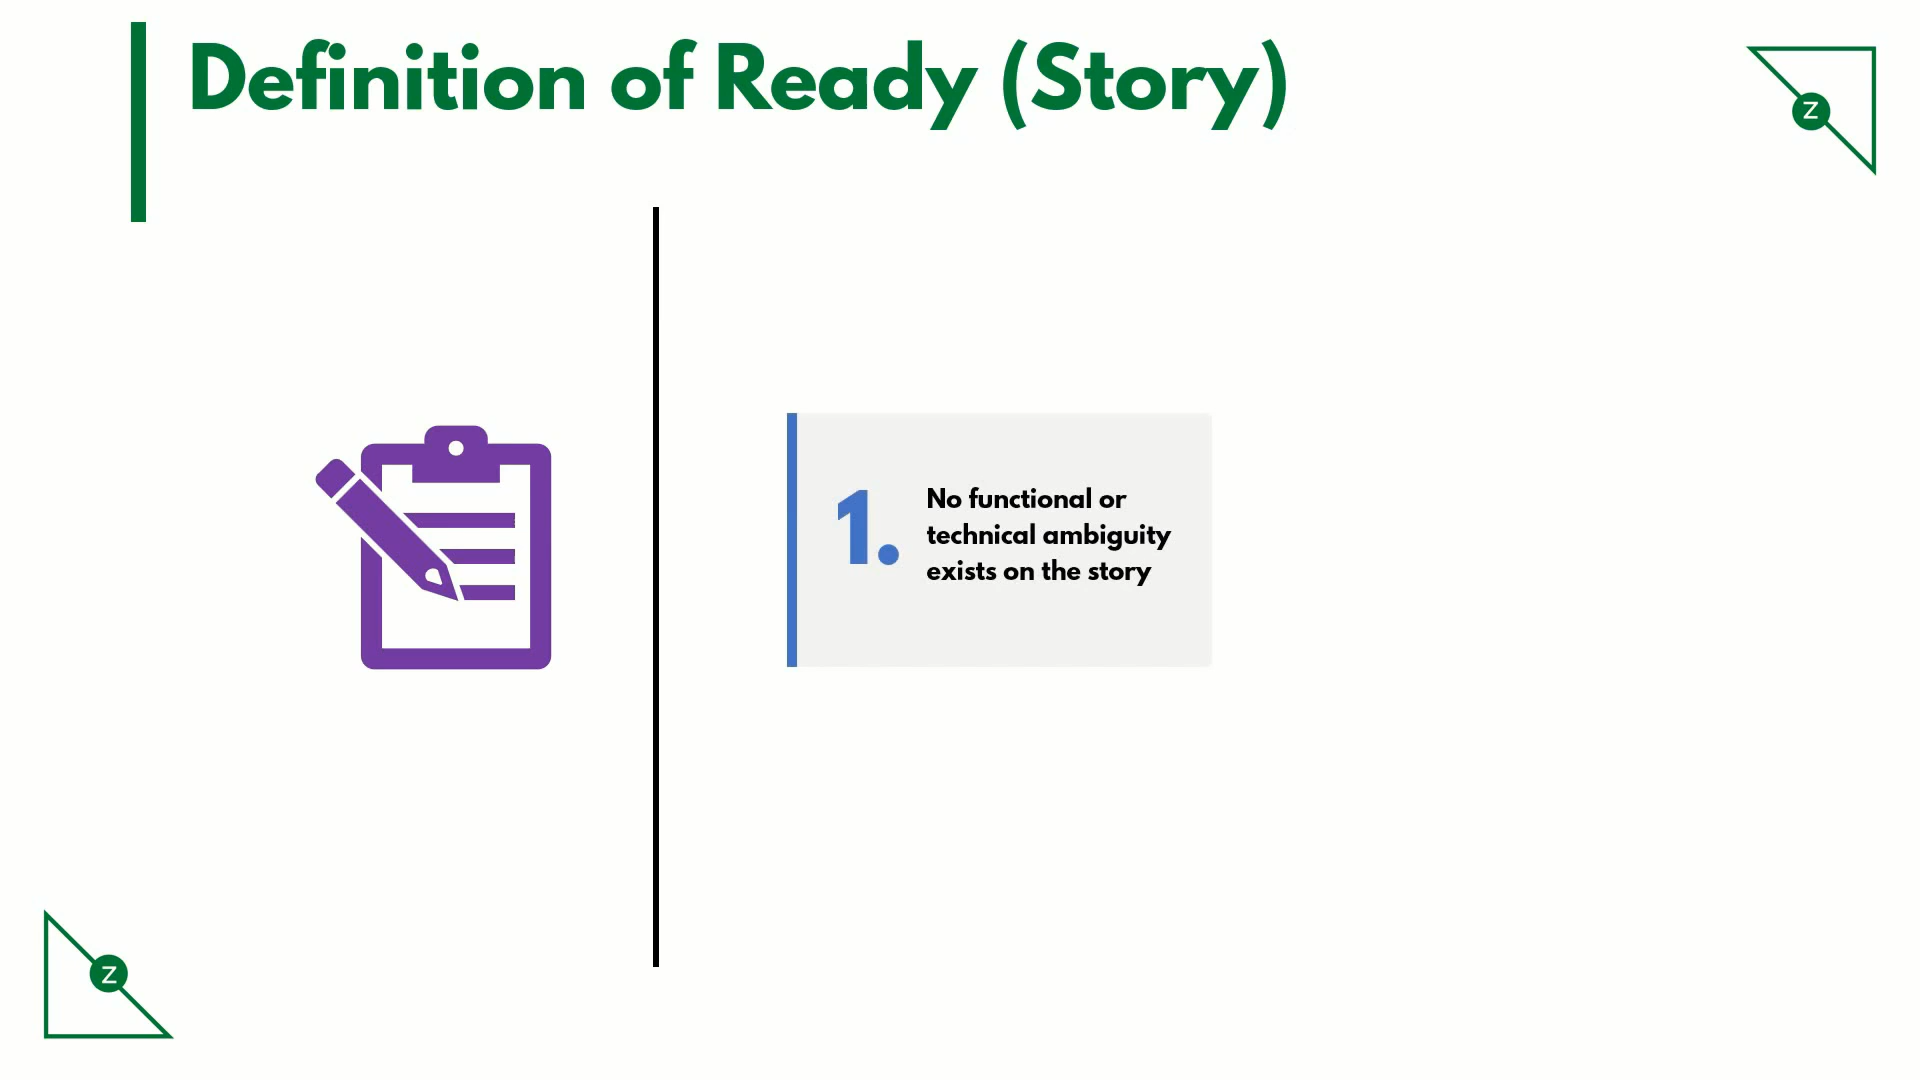 Definition of Ready (Story)
Z
1.
No functional or
technical ambiguity
exists on the story
Z